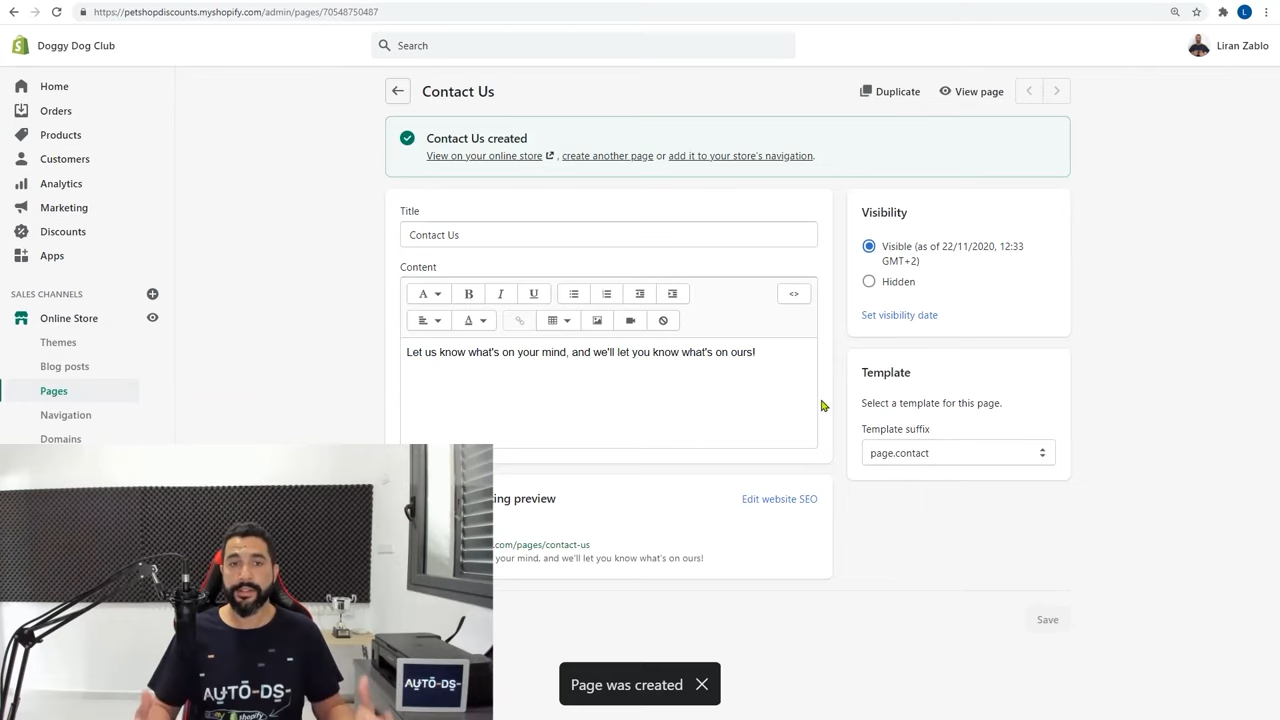 https://petshopdiscounts.myshopify.com/admin/pages/70548750487
L
Doggy Dog Club
Search
Liran Zablo
Home
Orders
Products
Customers
Analytics
Marketing
Discounts
Apps
SALES CHANNELS
Online Store
Themes
Blog posts
Pages
Navigation
Domains
Contact Us
Duplicate
View page
Contact Us created
View on your online store , create another page or add it to your store's navigation.
Title
Contact Us
Content
A B I U <>
A
Let us know what's on your mind, and we'll let you know what's on ours!
Visibility
Visible (as of 22/11/2020, 12:33
GMT+2)
Hidden
Set visibility date
Template
Select a template for this page.
Template suffix
page.contact
preview
Edit website SEO
.com/pages/contact-us
your mind, and we'll let you know what's on ours!
Save
Page was created
AUTO-DS-
shopify
AUTO-DS-